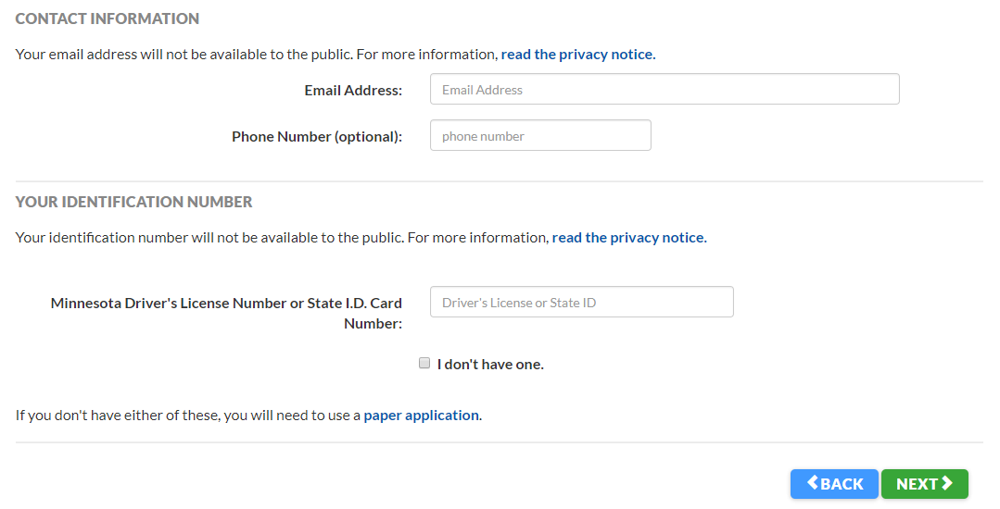 CONTACT INFORMATION
Your email address will not be available to the public. For more information, read the privacy notice.
Email Address:
Email Address
Phone Number (optional):
phone number
YOUR IDENTIFICATION NUMBER
Your identification number will not be available to the public. For more information, read the privacy notice.
Minnesota Driver's License Number or State I.D. Card
Number:
Driver's License or State ID
I don't have one.
If you don't have either of these, you will need to use a paper application.
BACK
NEXT